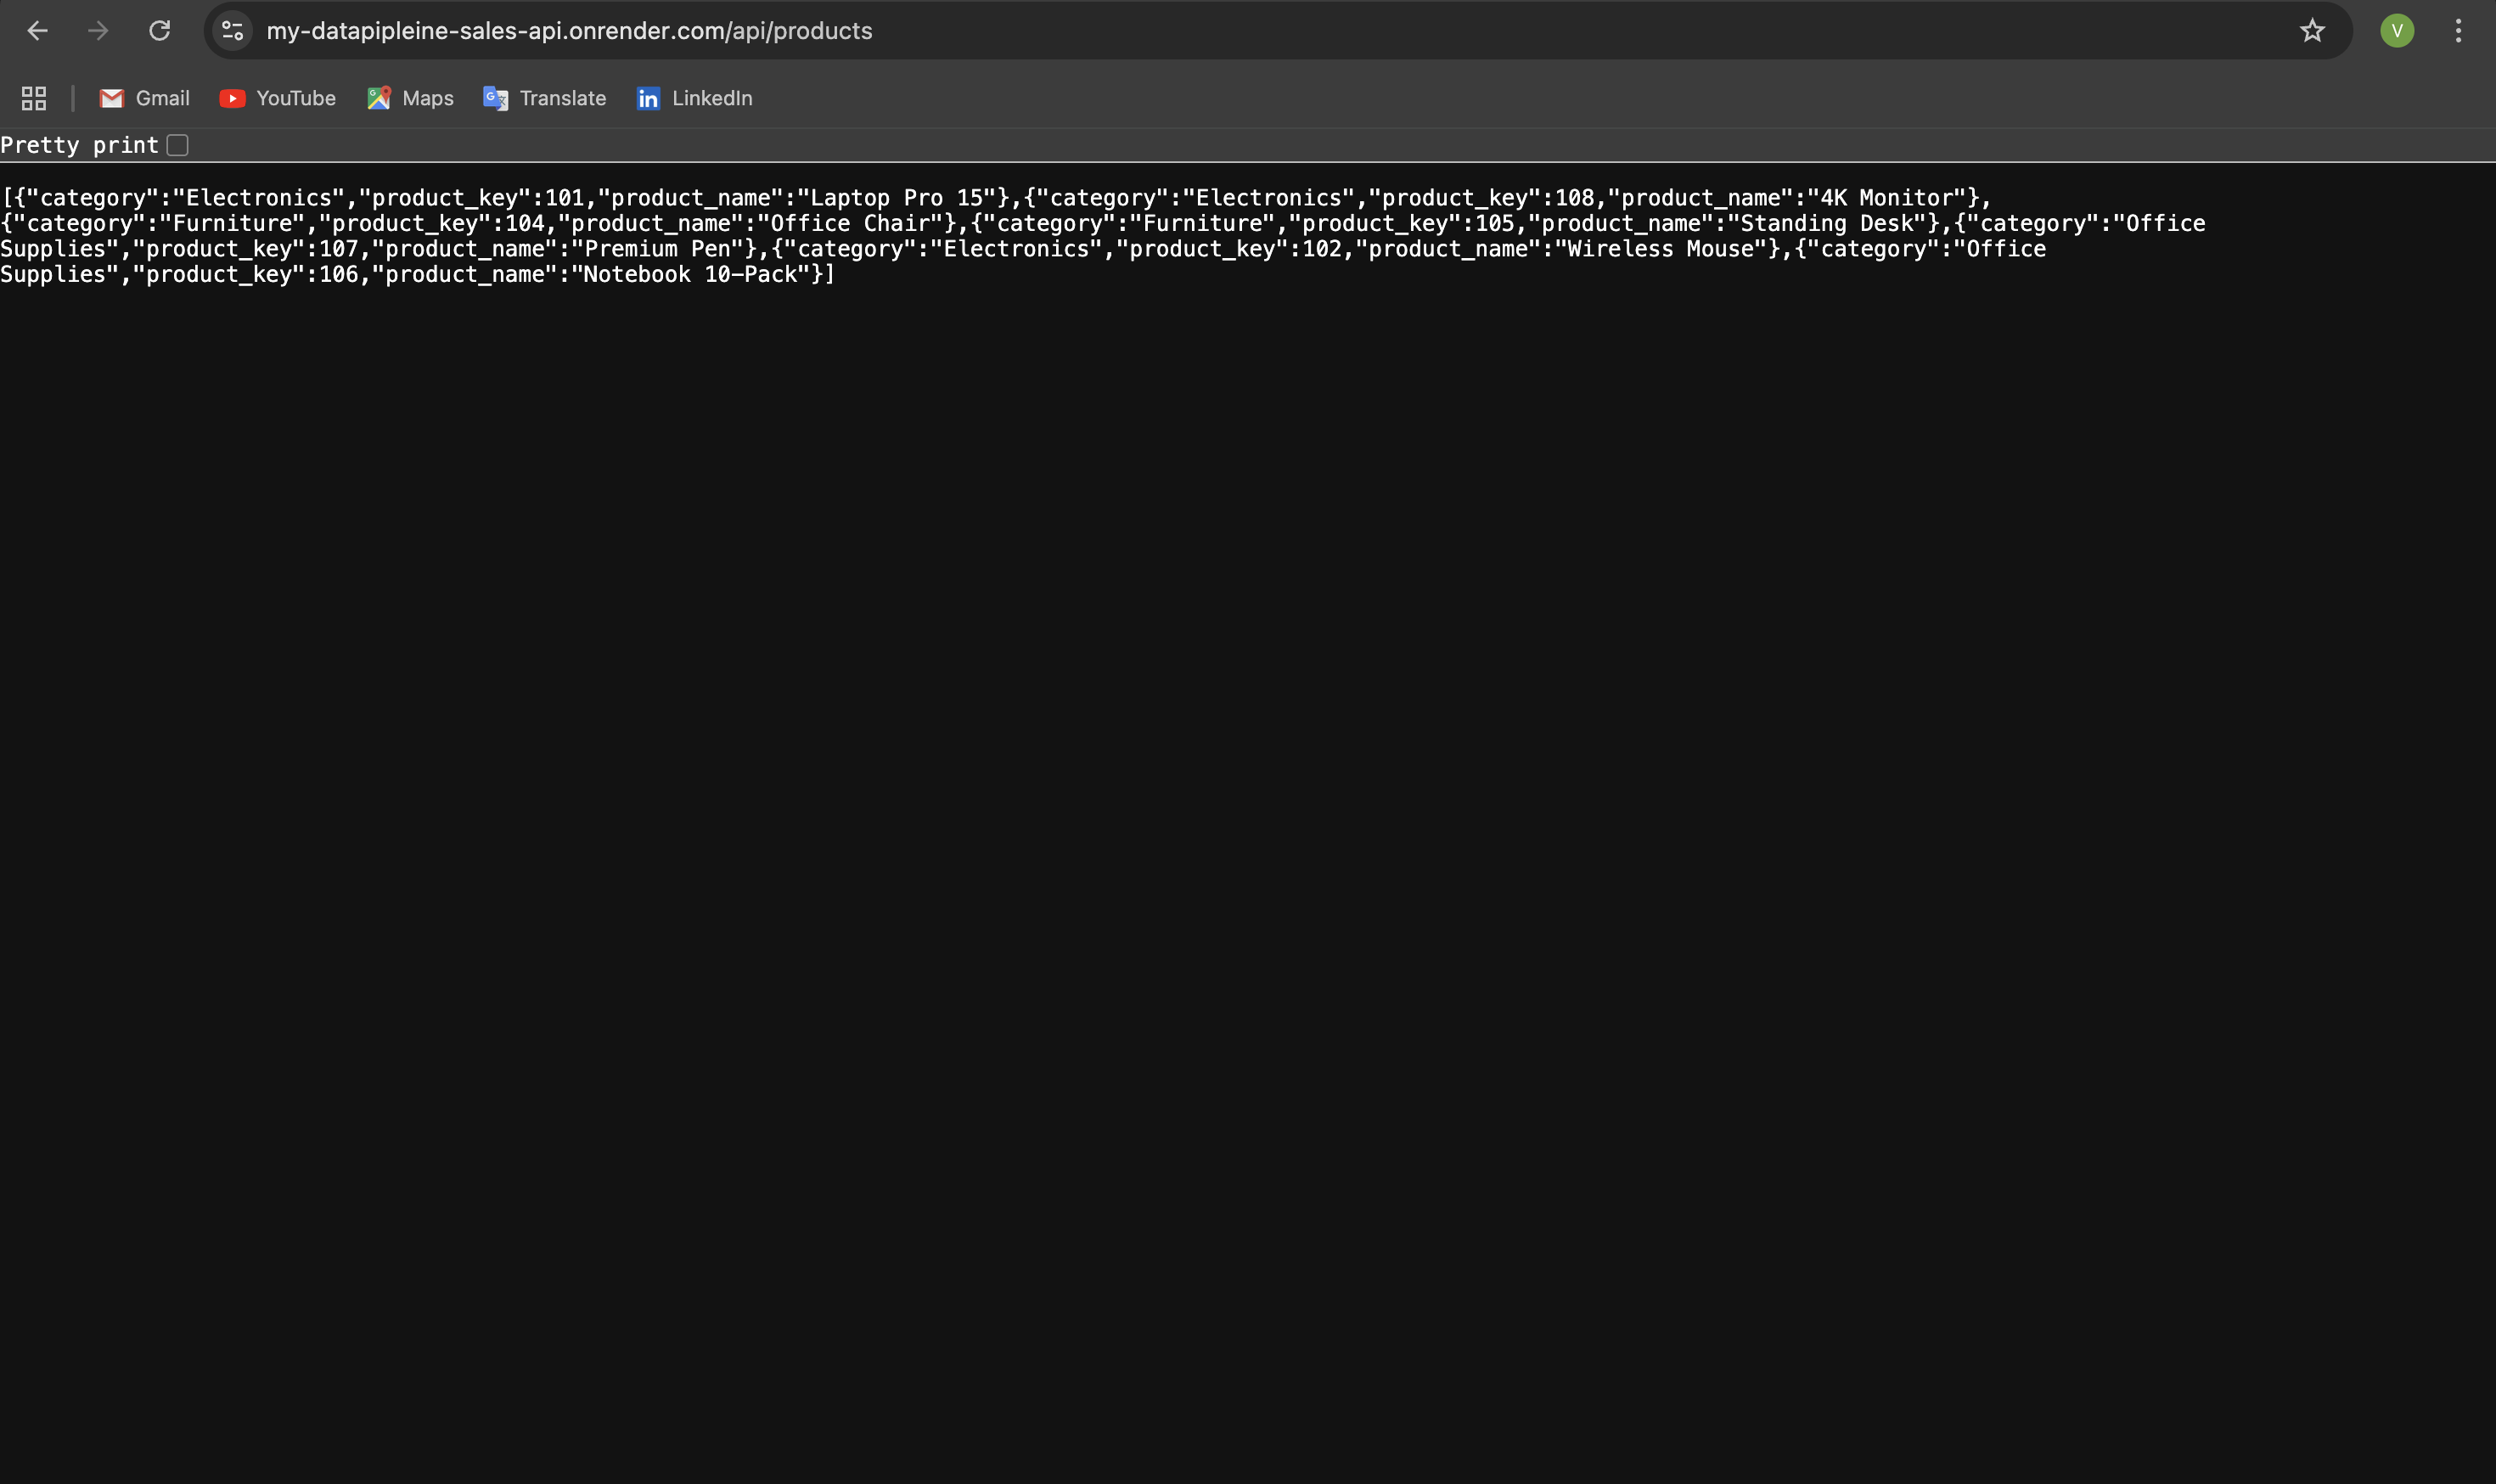 my-datapipleine-sales-api.onrender.com/api/products
V
Gmail YouTube Maps Translate LinkedIn
Pretty print
[{"category":"Electronics","product_key":101,"product_name":"Laptop Pro 15"},{"category":"Electronics","product_key":108,"product_name":"4K Monitor"},
{"category":"Furniture","product_key":104,"product_name":"Office Chair"},{"category":"Furniture","product_key":105,"product_name":"Standing Desk"},{"category":"Office
Supplies","product_key":107,"product_name":"Premium Pen"},{"category":"Electronics","product_key":102,"product_name":"Wireless Mouse"},{"category":"Office
Supplies","product_key":106,"product_name":"Notebook 10-Pack"}]